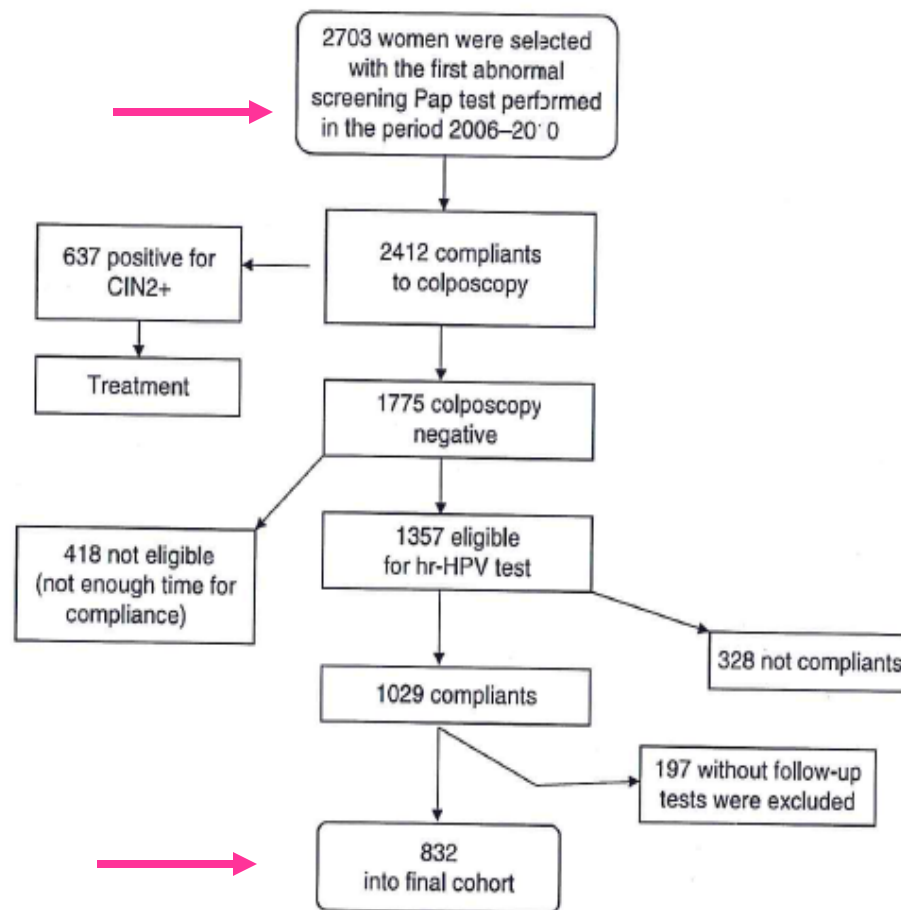 2703 women were selected
with the first abnormal
screening Pap test performed
in the period 2006–2010
2412 compliants
to colposcopy
637 positive for
CIN2+
Treatment
1775 colposcopy
negative
418 not eligible
(not enough time for
compliance)
1357 eligible
for hr-HPV test
328 not compliants
1029 compliants
197 without follow-up
tests were excluded
832
into final cohort